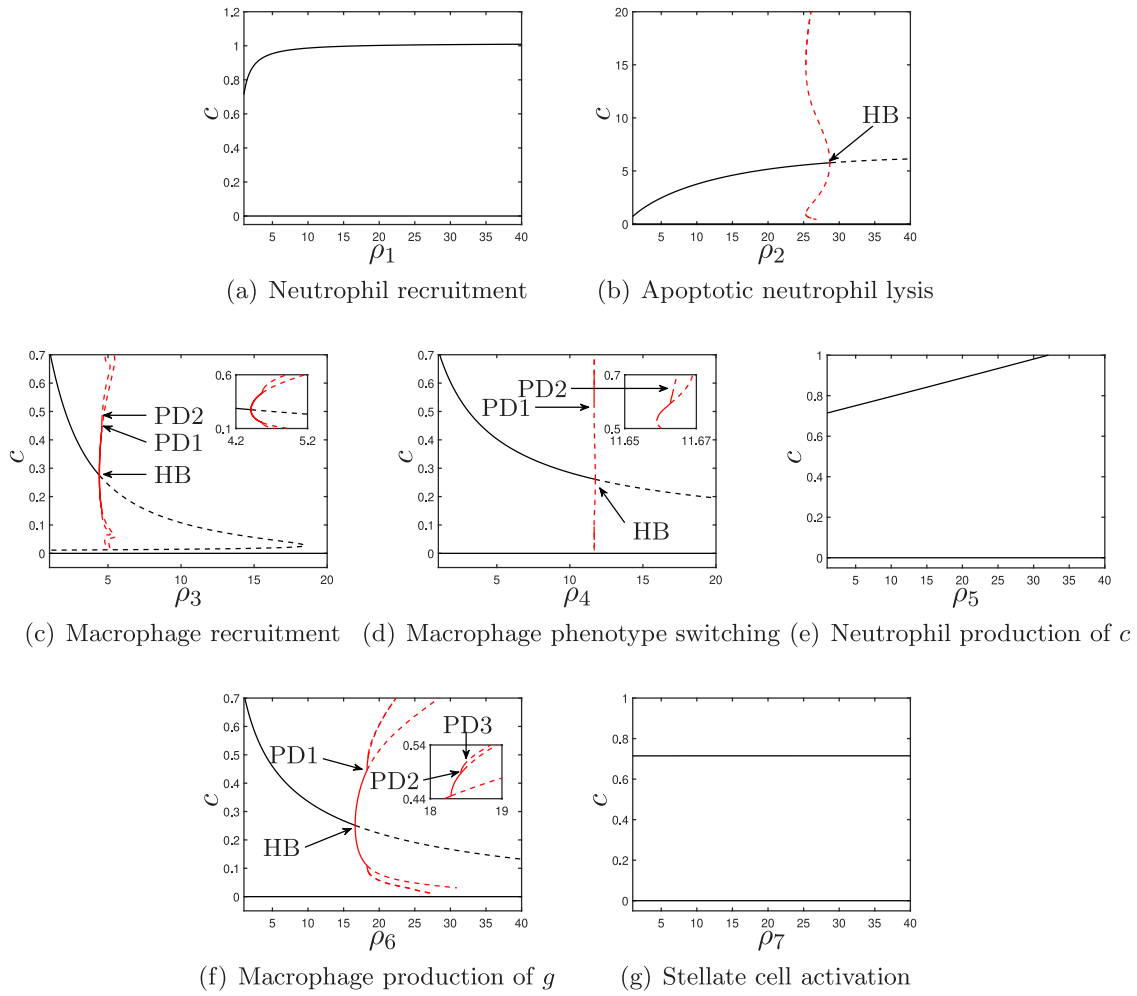 1.2
1
0.8
0.6
0.4
0.2
0
c
5 10 15 20 25 30 35 40
ρ1
(a) Neutrophil recruitment
20
15
10
5
0
c
HB
5 10 15 20 25 30 35 40
ρ2
(b) Apoptotic neutrophil lysis
0.7
0.6
0.5
0.4
0.3
0.2
0.1
0
c
PD2
PD1
HB
0.6
0.1
4.2 5.2
5 10 15 20
ρ3
(c) Macrophage recruitment
0.7
0.6
0.5
0.4
0.3
0.2
0.1
0
c
PD2
PD1
HB
0.7
0.5
11.65 11.67
5 10 15 20
ρ4
(d) Macrophage phenotype switching
1
0.8
0.6
0.4
0.2
0
c
5 10 15 20 25 30 35 40
ρ5
(e) Neutrophil production of c
0.7
0.6
0.5
0.4
0.3
0.2
0.1
0
c
PD1
HB
PD3
PD2
0.54
0.44
18 19
5 10 15 20 25 30 35 40
ρ6
(f) Macrophage production of g
1
0.8
0.6
0.4
0.2
0
c
5 10 15 20 25 30 35 40
ρ7
(g) Stellate cell activation